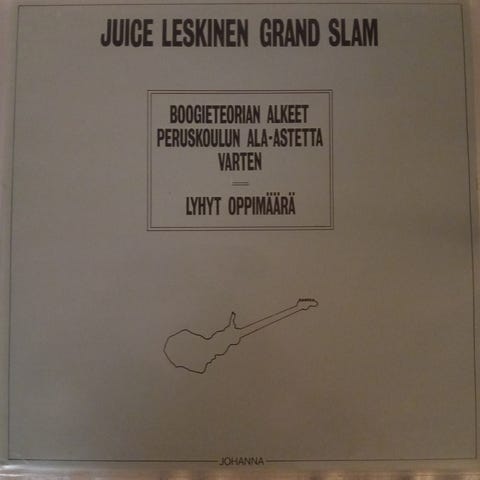 JUICE LESKINEN GRAND SLAM
BOOGIETEORIAN ALKEET
PERUSKOULUN ALA-ASTETTA
VARTEN
LYHYT OPPIMÄÄRÄ
JOHANNA